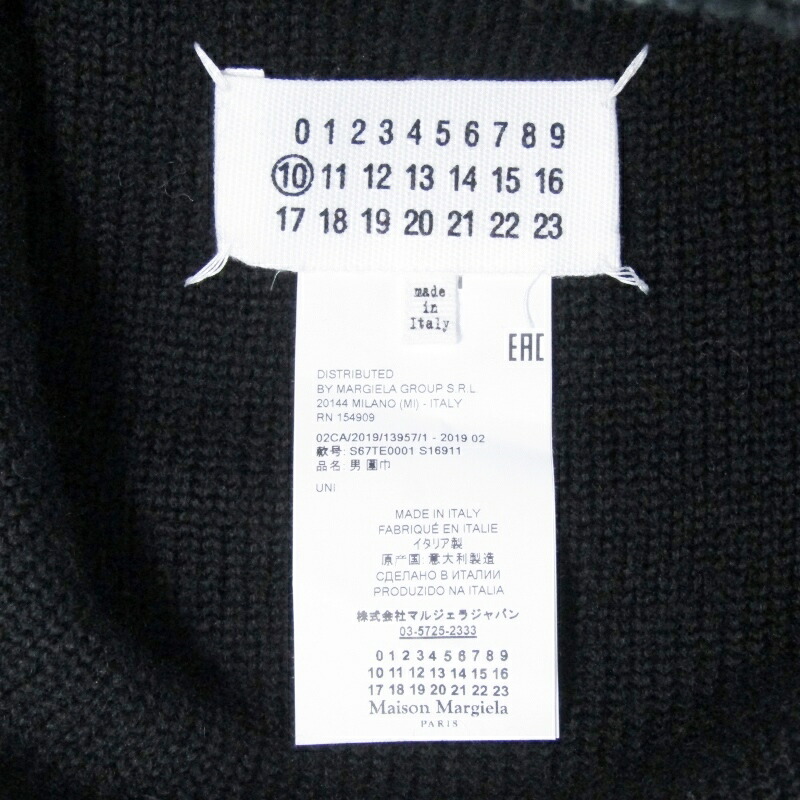 0 1 2 3 4 5 6 7 8 9
10 11 12 13 14 15 16
17 18 19 20 21 22 23
made
in
Italy
EAC
DISTRIBUTED
BY MARGIELA GROUP S.R.L
20144 MILANO (MI) - ITALY
RN 154909
02CA/2019/13957/1 - 2019 02
款号: S67TE0001 S16911
品名: 男 圍巾
UNI
MADE IN ITALY
FABRIQUÉ EN ITALIE
イタリア製
原产国: 意大利製造
СДЕЛАНО В ИТАЛИИ
PRODUZIDO NA ITALIA
株式会社マルジェラジャパン
03-5725-2333
0 1 2 3 4 5 6 7 8 9
10 11 12 13 14 15 16
17 18 19 20 21 22 23
Maison Margiela
PARIS